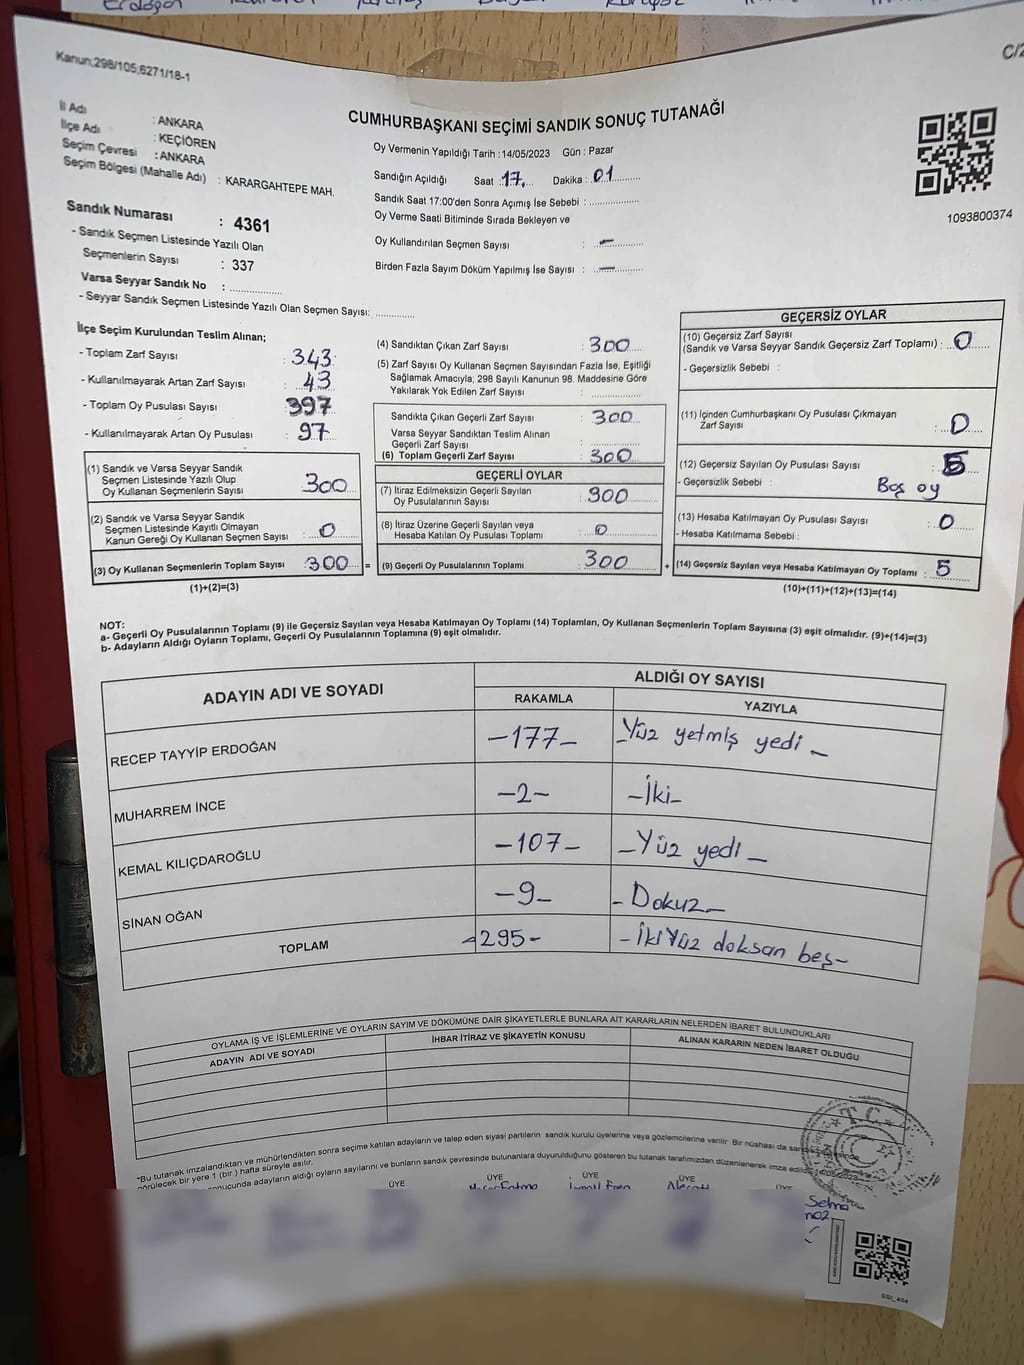 Erdoğan
Kanun;298/105;6271/18-1
C/2
İl Adı : ANKARA
İlçe Adı : KEÇİÖREN
Seçim Çevresi : ANKARA
Seçim Bölgesi (Mahalle Adı) : KARARGAHTEPE MAH.
CUMHURBAŞKANI SEÇİMİ SANDIK SONUÇ TUTANAĞI
Oy Vermenin Yapıldığı Tarih : 14/05/2023 Gün : Pazar
Sandığın Açıldığı Saat : 17 Dakika : 01
Sandık Saat 17:00'den Sonra Açımış İse Sebebi :
Oy Verme Saati Bitiminde Sırada Bekleyen ve
Oy Kullandırılan Seçmen Sayısı : —
Birden Fazla Sayım Döküm Yapılmış İse Sayısı : —
1093800374
Sandık Numarası : 4361
- Sandık Seçmen Listesinde Yazılı Olan
Seçmenlerin Sayısı : 337
Varsa Seyyar Sandık No :
- Seyyar Sandık Seçmen Listesinde Yazılı Olan Seçmen Sayısı:
İlçe Seçim Kurulundan Teslim Alınan;
- Toplam Zarf Sayısı : 343
- Kullanılmayarak Artan Zarf Sayısı : 43
- Toplam Oy Pusulası Sayısı : 397
- Kullanılmayarak Artan Oy Pusulası : 97
(1) Sandık ve Varsa Seyyar Sandık
Seçmen Listesinde Yazılı Olup
Oy Kullanan Seçmenlerin Sayısı : 300
(2) Sandık ve Varsa Seyyar Sandık
Seçmen Listesinde Kayıtlı Olmayan
Kanun Gereği Oy Kullanan Seçmen Sayısı : 0
(3) Oy Kullanan Seçmenlerin Toplam Sayısı : 300 =
(1)+(2)=(3)
(4) Sandıktan Çıkan Zarf Sayısı : 300
(5) Zarf Sayısı Oy Kullanan Seçmen Sayısından Fazla İse, Eşitliği
Sağlamak Amacıyla; 298 Sayılı Kanunun 98. Maddesine Göre
Yakılarak Yok Edilen Zarf Sayısı :
Sandıkta Çıkan Geçerli Zarf Sayısı : 300
Varsa Seyyar Sandıktan Teslim Alınan
Geçerli Zarf Sayısı :
(6) Toplam Geçerli Zarf Sayısı : 300
GEÇERLİ OYLAR
(7) İtiraz Edilmeksizin Geçerli Sayılan
Oy Pusulalarının Sayısı : 300
(8) İtiraz Üzerine Geçerli Sayılan veya
Hesaba Katılan Oy Pusulası Toplamı : 0
(9) Geçerli Oy Pusulalarının Toplamı : 300 +
GEÇERSİZ OYLAR
(10) Geçersiz Zarf Sayısı
(Sandık ve Varsa Seyyar Sandık Geçersiz Zarf Toplamı) : 0
- Geçersizlik Sebebi :
(11) İçinden Cumhurbaşkanı Oy Pusulası Çıkmayan
Zarf Sayısı : 0
(12) Geçersiz Sayılan Oy Pusulası Sayısı : 5
- Geçersizlik Sebebi : Boş oy
(13) Hesaba Katılmayan Oy Pusulası Sayısı : 0
- Hesaba Katılmama Sebebi :
(14) Geçersiz Sayılan veya Hesaba Katılmayan Oy Toplamı : 5
(10)+(11)+(12)+(13)=(14)
NOT:
a- Geçerli Oy Pusulalarının Toplamı (9) ile Geçersiz Sayılan veya Hesaba Katılmayan Oy Toplamı (14) Toplamları, Oy Kullanan Seçmenlerin Toplam Sayısına (3) eşit olmalıdır. (9)+(14)=(3)
b- Adayların Aldığı Oyların Toplamı, Geçerli Oy Pusulalarının Toplamına (9) eşit olmalıdır.
ADAYIN ADI VE SOYADI
ALDIĞI OY SAYISI
RAKAMLA YAZIYLA
RECEP TAYYİP ERDOĞAN -177- -Yüz yetmiş yedi-
MUHARREM İNCE -2- -İki-
KEMAL KILIÇDAROĞLU -107- -Yüz yedi-
SİNAN OĞAN -9- -Dokuz-
TOPLAM -295- -İkiYüz doksan beş-
OYLAMA İŞ VE İŞLEMLERİNE VE OYLARIN SAYIM VE DÖKÜMÜNE DAİR ŞİKAYETLERLE BUNLARA AİT KARARLARIN NELERDEN İBARET BULUNDUKLARI
ADAYIN ADI VE SOYADI İHBAR İTİRAZ VE ŞİKAYETİN KONUSU ALINAN KARARIN NEDEN İBARET OLDUĞU
T.C.
*Bu tutanak imzalandıktan ve mühürlendikten sonra seçime katılan adayların ve talep eden siyasi partilerin sandık kurulu üyelerine veya gözlemcilerine verilir. Bir nüshası da
görülecek bir yere 1 (bir) hafta süreyle asılır.
sonucunda adayların aldığı oyların sayılarını ve bunların sandık çevresinde bulunanlara duyurulduğunu gösteren bu tutanak tarafımızdan düzenlenerek imza edildi.
ÜYE ÜYE ÜYE ÜYE
Selma
SSI_404